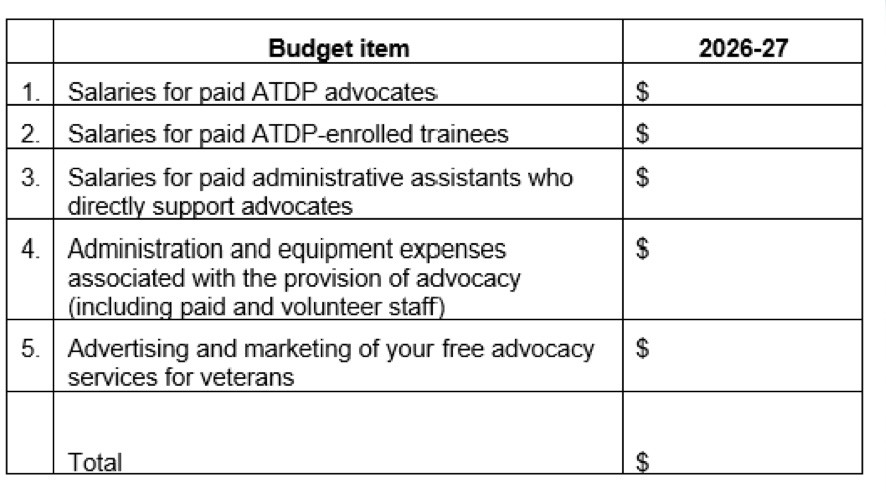 Budget item 2026-27
1. Salaries for paid ATDP advocates $
2. Salaries for paid ATDP-enrolled trainees $
3. Salaries for paid administrative assistants who $
directly support advocates
4. Administration and equipment expenses $
associated with the provision of advocacy
(including paid and volunteer staff)
5. Advertising and marketing of your free advocacy $
services for veterans
Total $